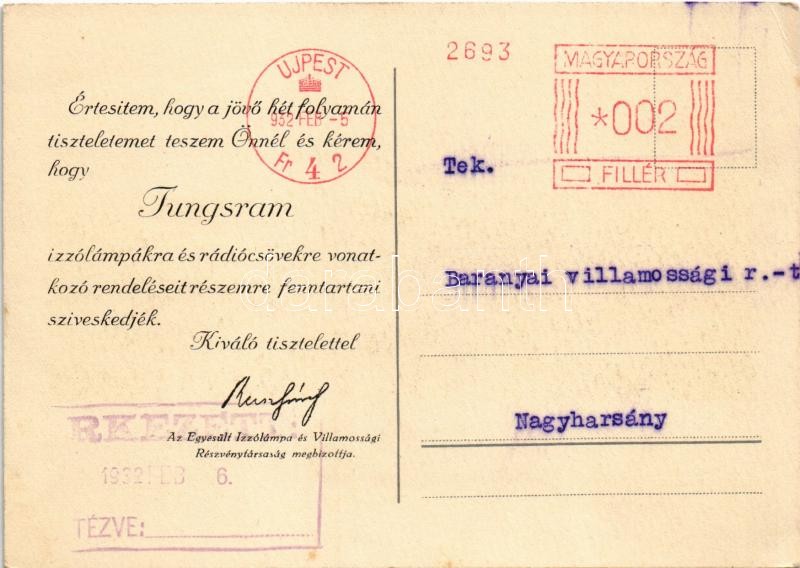 Értesitem, hogy a jövő hét folyamán
tiszteletemet teszem Önnél és kérem,
hogy
Tungsram
izzólámpákra és rádiócsövekre vonat-
kozó rendeléseit részemre fenntartani
sziveskedjék.
Kiváló tisztelettel
Az Egyesült Izzólámpa és Villamossági
Részvénytársaság megbizottja.
RKEZETT:
1932 FEB 6.
TÉZVE:
UJPEST
932 FEB -5
Fr 4 2
2693
MAGYARORSZÁG
*002
FILLÉR
Tek.
Baranyai villamossági r.-t
Nagyharsány
darabanth